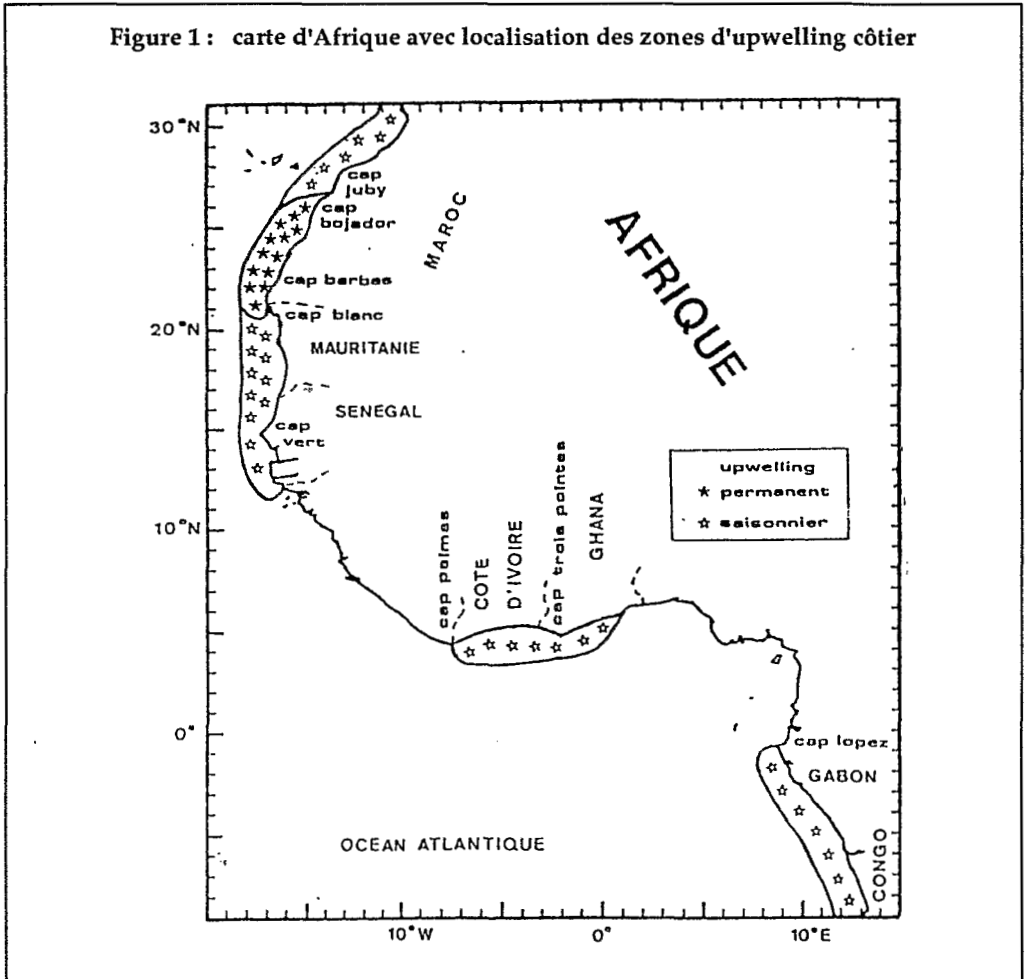 Figure 1 : carte d'Afrique avec localisation des zones d'upwelling côtier
30°N
cap
juby
cap
bojador
MAROC
AFRIQUE
cap barbas
cap blanc
20°N
MAURITANIE
SENEGAL
cap
vert
upwelling
permanent
saisonnier
10°N
cap palmas
COTE
D'IVOIRE
cap trois pointes
GHANA
0°
cap lopez
GABON
CONGO
OCEAN ATLANTIQUE
10°W
0°
10°E